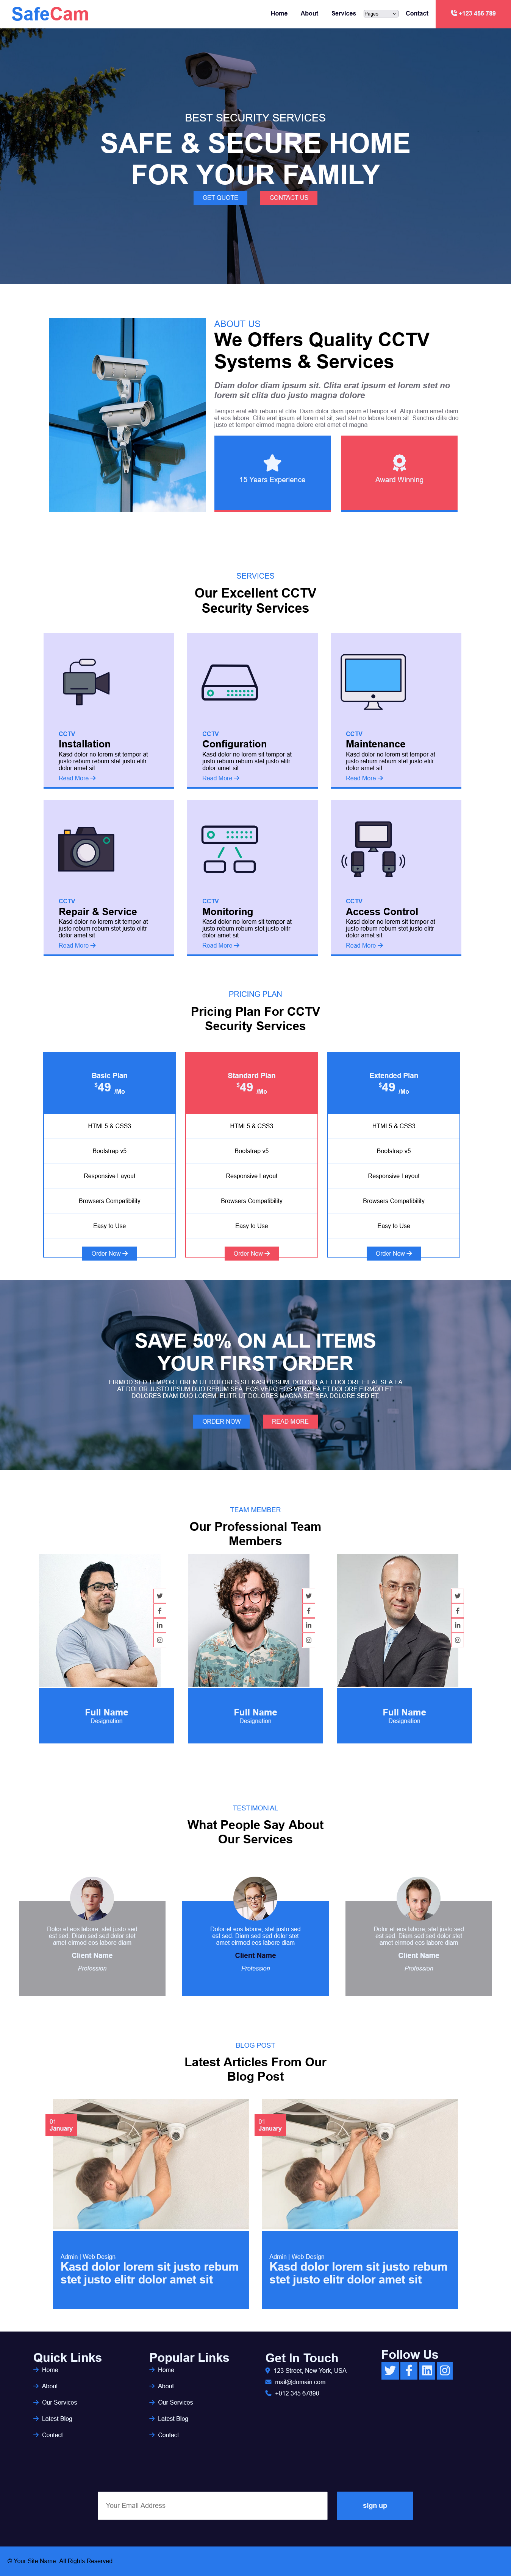 SafeCam
Home About Services Pages Contact +123 456 789
BEST SECURITY SERVICES
SAFE & SECURE HOME
FOR YOUR FAMILY
GET QUOTE CONTACT US
ABOUT US
We Offers Quality CCTV
Systems & Services
Diam dolor diam ipsum sit. Clita erat ipsum et lorem stet no
lorem sit clita duo justo magna dolore
Tempor erat elitr rebum at clita. Diam dolor diam ipsum et tempor sit. Aliqu diam amet diam
et eos labore. Clita erat ipsum et lorem et sit, sed stet no labore lorem sit. Sanctus clita duo
justo et tempor eirmod magna dolore erat amet et magna
15 Years Experience
Award Winning
SERVICES
Our Excellent CCTV
Security Services
CCTV
Installation
Kasd dolor no lorem sit tempor at
justo rebum rebum stet justo elitr
dolor amet sit
Read More
CCTV
Configuration
Kasd dolor no lorem sit tempor at
justo rebum rebum stet justo elitr
dolor amet sit
Read More
CCTV
Maintenance
Kasd dolor no lorem sit tempor at
justo rebum rebum stet justo elitr
dolor amet sit
Read More
CCTV
Repair & Service
Kasd dolor no lorem sit tempor at
justo rebum rebum stet justo elitr
dolor amet sit
Read More
CCTV
Monitoring
Kasd dolor no lorem sit tempor at
justo rebum rebum stet justo elitr
dolor amet sit
Read More
CCTV
Access Control
Kasd dolor no lorem sit tempor at
justo rebum rebum stet justo elitr
dolor amet sit
Read More
PRICING PLAN
Pricing Plan For CCTV
Security Services
Basic Plan
$49 /Mo
HTML5 & CSS3
Bootstrap v5
Responsive Layout
Browsers Compatibility
Easy to Use
Order Now
Standard Plan
$49 /Mo
HTML5 & CSS3
Bootstrap v5
Responsive Layout
Browsers Compatibility
Easy to Use
Order Now
Extended Plan
$49 /Mo
HTML5 & CSS3
Bootstrap v5
Responsive Layout
Browsers Compatibility
Easy to Use
Order Now
SAVE 50% ON ALL ITEMS
YOUR FIRST ORDER
EIRMOD SED TEMPOR LOREM UT DOLORES SIT KASD IPSUM. DOLOR EA ET DOLORE ET AT SEA EA
AT DOLOR JUSTO IPSUM DUO REBUM SEA. EOS VERO EOS VERO EA ET DOLORE EIRMOD ET.
DOLORES DIAM DUO LOREM. ELITR UT DOLORES MAGNA SIT. SEA DOLORE SED ET.
ORDER NOW READ MORE
TEAM MEMBER
Our Professional Team
Members
Full Name
Designation
Full Name
Designation
Full Name
Designation
TESTIMONIAL
What People Say About
Our Services
Dolor et eos labore, stet justo sed
est sed. Diam sed sed dolor stet
amet eirmod eos labore diam
Client Name
Profession
Dolor et eos labore, stet justo sed
est sed. Diam sed sed dolor stet
amet eirmod eos labore diam
Client Name
Profession
Dolor et eos labore, stet justo sed
est sed. Diam sed sed dolor stet
amet eirmod eos labore diam
Client Name
Profession
BLOG POST
Latest Articles From Our
Blog Post
01
January
Admin | Web Design
Kasd dolor lorem sit justo rebum
stet justo elitr dolor amet sit
01
January
Admin | Web Design
Kasd dolor lorem sit justo rebum
stet justo elitr dolor amet sit
Quick Links
Home
About
Our Services
Latest Blog
Contact
Popular Links
Home
About
Our Services
Latest Blog
Contact
Get In Touch
123 Street, New York, USA
mail@domain.com
+012 345 67890
Follow Us
Your Email Address
sign up
© Your Site Name. All Rights Reserved.